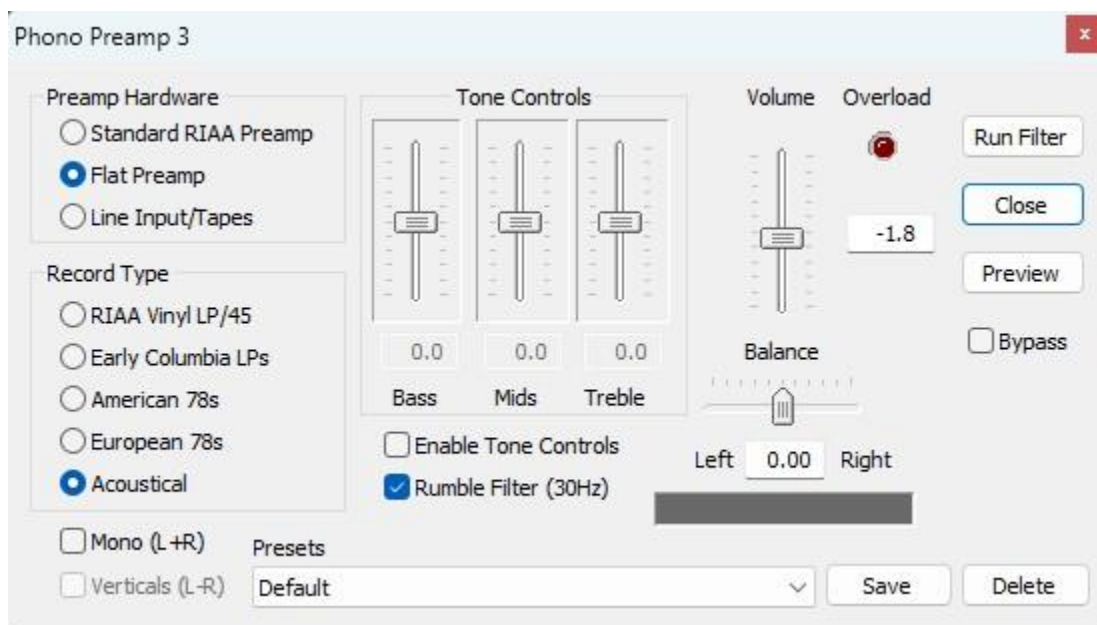 Phono Preamp 3
x
Preamp Hardware
Standard RIAA Preamp
Flat Preamp
Line Input/Tapes
Record Type
RIAA Vinyl LP/45
Early Columbia LPs
American 78s
European 78s
Acoustical
Mono (L+R)
Verticals (L-R)
Tone Controls
0.0 0.0 0.0
Bass Mids Treble
Enable Tone Controls
Rumble Filter (30Hz)
Volume
Overload
-1.8
Balance
Left 0.00 Right
Run Filter
Close
Preview
Bypass
Presets
Default
Save
Delete